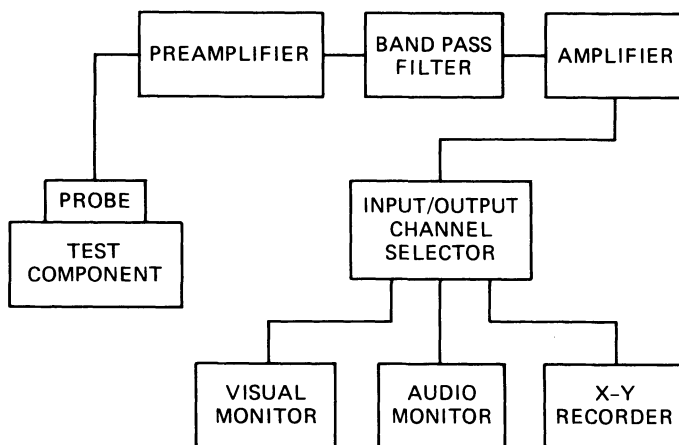 PREAMPLIFIER
BAND PASS
FILTER
AMPLIFIER
PROBE
TEST
COMPONENT
INPUT/OUTPUT
CHANNEL
SELECTOR
VISUAL
MONITOR
AUDIO
MONITOR
X-Y
RECORDER